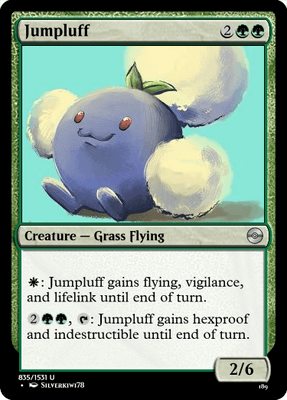 Jumpluff 2
Creature — Grass Flying
: Jumpluff gains flying, vigilance,
and lifelink until end of turn.
2 , : Jumpluff gains hexproof
and indestructible until end of turn.
2/6
835/1531 U
• Silverkiwi78
189